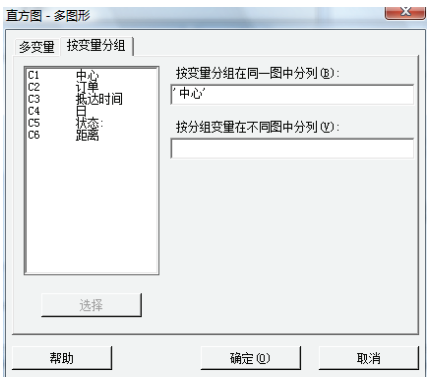 直方图 - 多图形
多变量 按变量分组
C1 中心
C2 订单
C3 抵达时间
C4 日
C5 状态:
C6 距离
按变量分组在同一图中分列(B):
'中心'
按分组变量在不同图中分列(V):
选择
帮助 确定(O) 取消